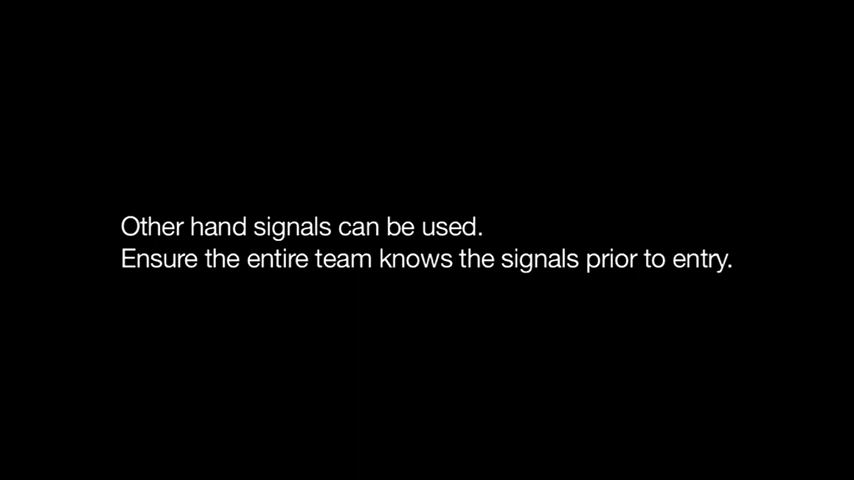 Other hand signals can be used.
Ensure the entire team knows the signals prior to entry.